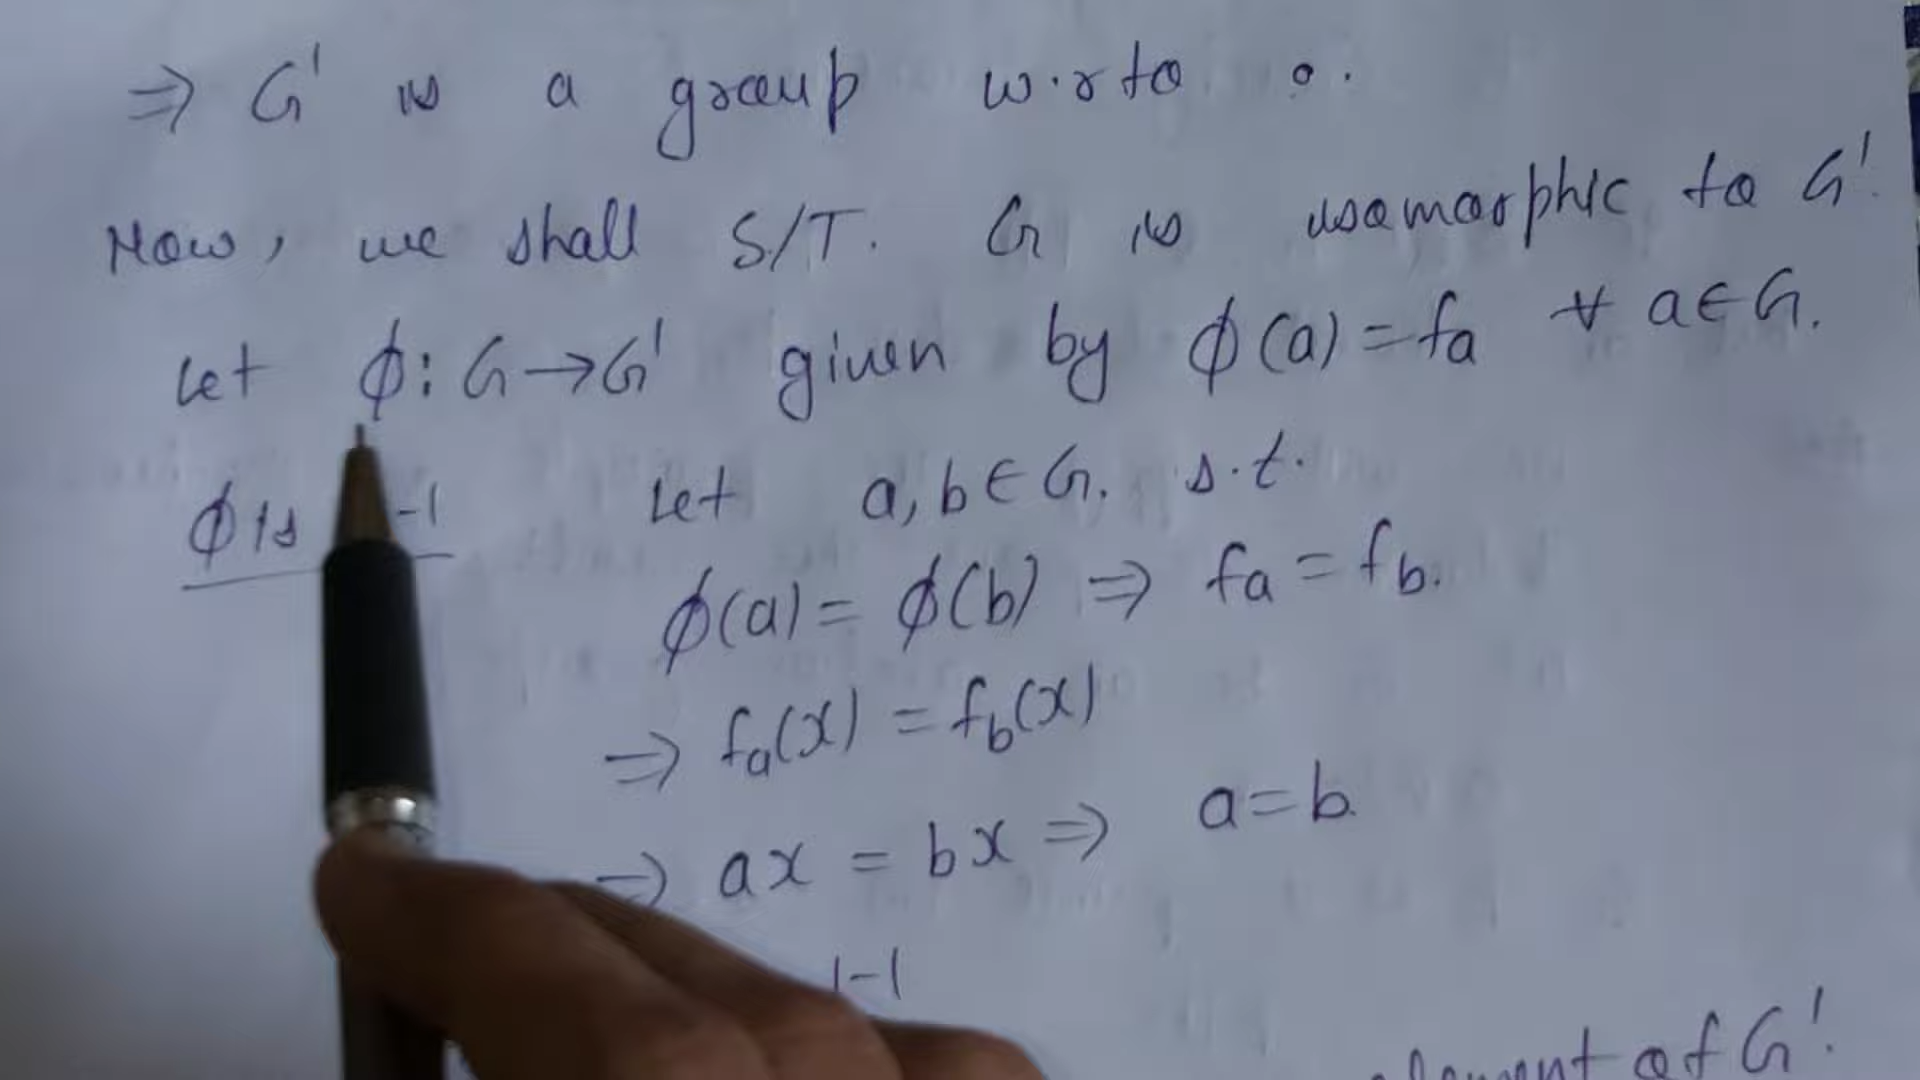 ⇒ G' is a group w.r to o.
Now, we shall S/T. G is isomorphic to G'.
Let ϕ: G→G' given by ϕ(a) = fa ∀ a∈G.
ϕ is -1 Let a, b ∈ G, s.t.
ϕ(a) = ϕ(b) ⇒ fa = fb.
⇒ fa(x) = fb(x)
⇒ ax = bx ⇒ a = b.
1-1
element of G'.